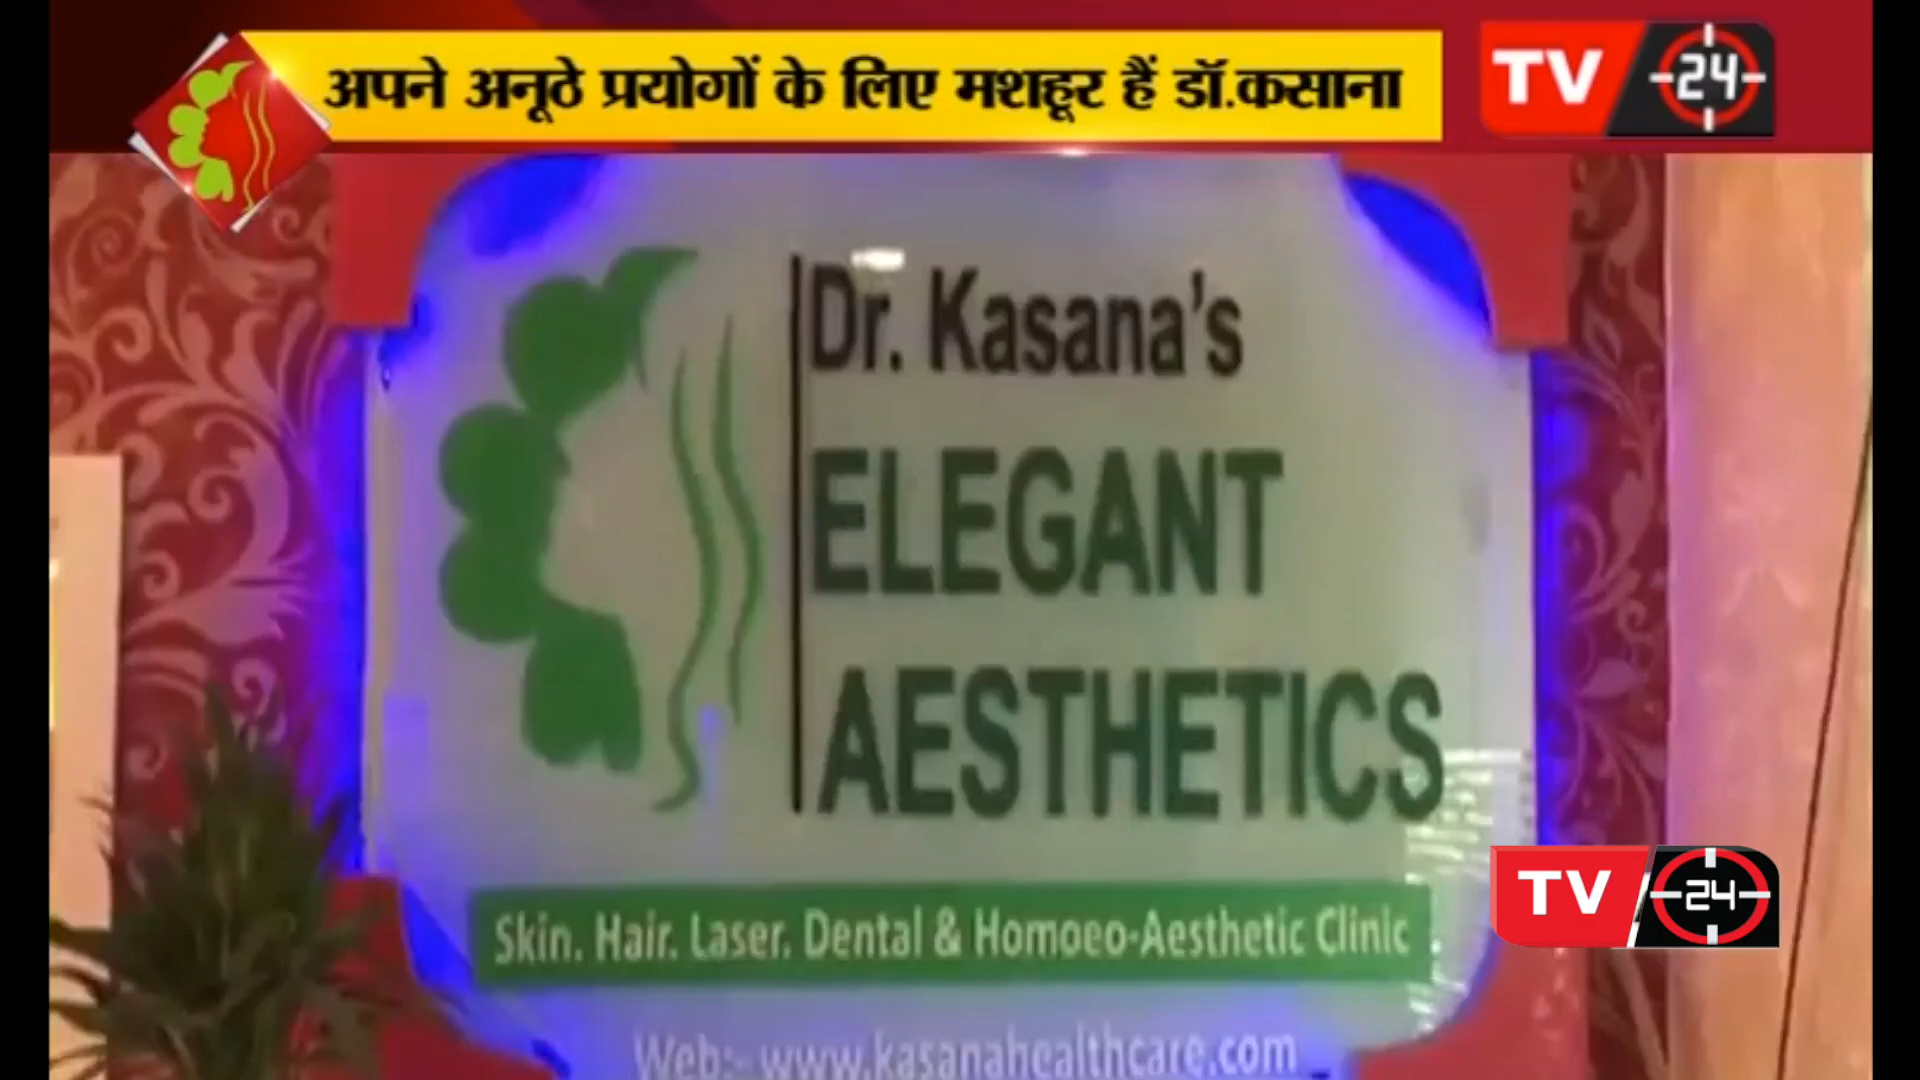 अपने अनूठे प्रयोगों के लिए मशहूर हैं डॉ.कसाना
TV 24
Dr. Kasana's
ELEGANT
AESTHETICS
Skin. Hair. Laser. Dental & Homoeo-Aesthetic Clinic
TV 24
Web:- www.kasanahealthcare.com